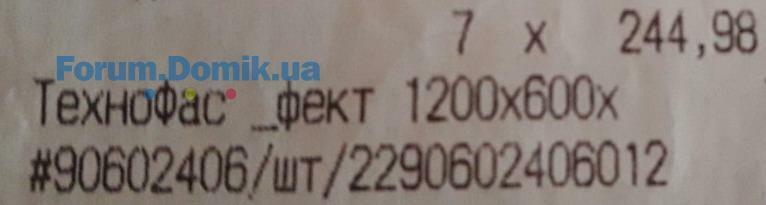 7 x 244,98
Forum.Domik.ua
ТехноФас _фект 1200x600x
#90602406/шт/2290602406012